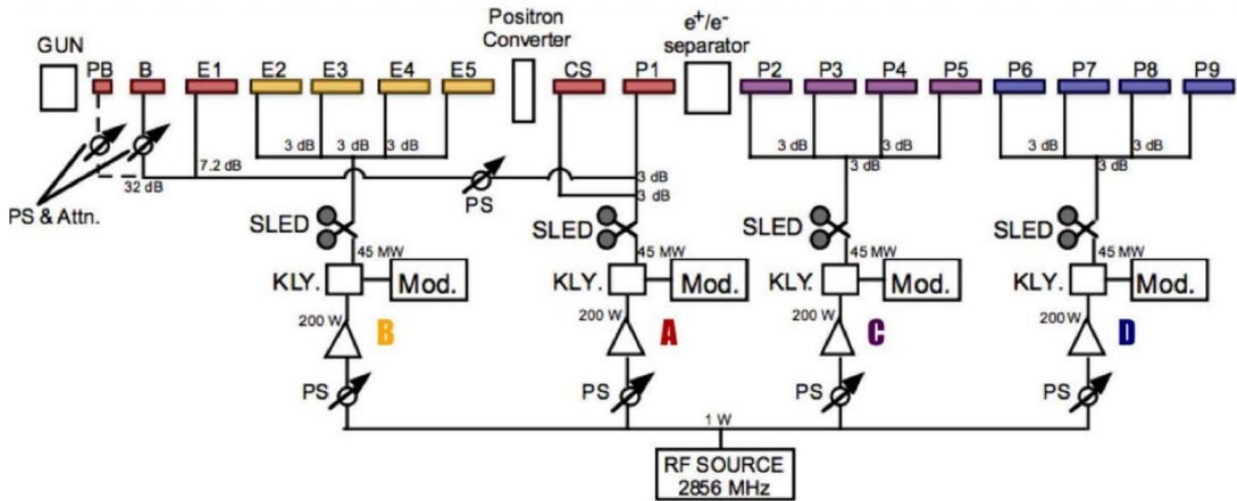 Positron
Converter
e⁺/e⁻
separator
GUN
PB
B
E1
E2
E3
E4
E5
CS
P1
P2
P3
P4
P5
P6
P7
P8
P9
3 dB
3 dB
3 dB
3 dB
3 dB
3 dB
3 dB
3 dB
3 dB
7.2 dB
32 dB
3 dB
3 dB
PS & Attn.
PS
SLED
SLED
SLED
SLED
45 MW
45 MW
45 MW
45 MW
KLY.
Mod.
KLY.
Mod.
KLY.
Mod.
KLY.
Mod.
200 W
B
200 W
A
200 W
C
200 W
D
PS
PS
PS
PS
1 W
RF SOURCE
2856 MHz